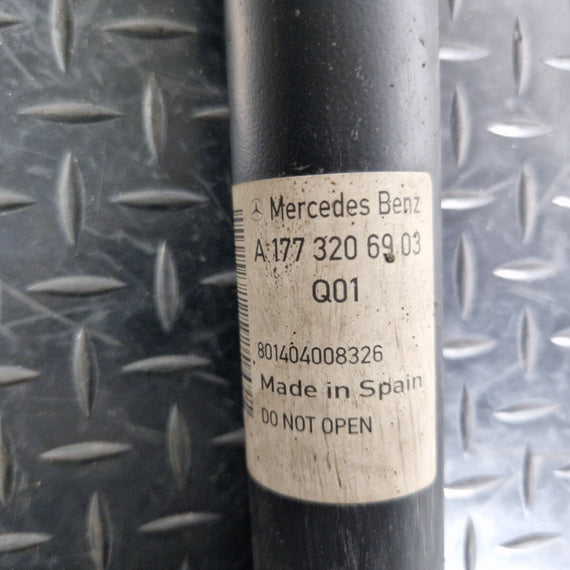 Mercedes Benz
A 177 320 69 03
Q01
801404008326
Made in Spain
DO NOT OPEN